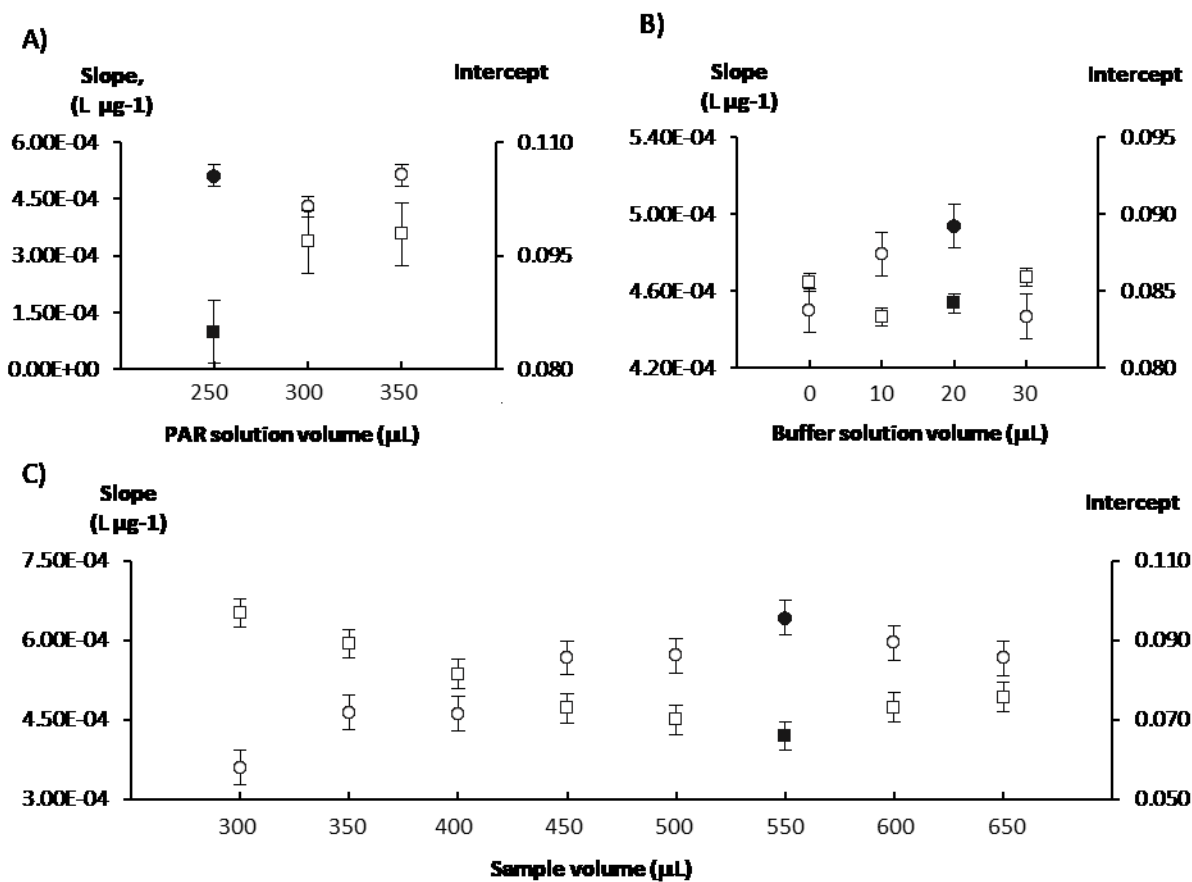 A)
Slope,
(L µg-1)
Intercept
6.00E-04
4.50E-04
3.00E-04
1.50E-04
0.00E+00
0.110
0.095
0.080
250 300 350
PAR solution volume (µL)
B)
Slope
(L µg-1)
Intercept
5.40E-04
5.00E-04
4.60E-04
4.20E-04
0.095
0.090
0.085
0.080
0 10 20 30
Buffer solution volume (µL)
C)
Slope
(L µg-1)
Intercept
7.50E-04
6.00E-04
4.50E-04
3.00E-04
0.110
0.090
0.070
0.050
300 350 400 450 500 550 600 650
Sample volume (µL)